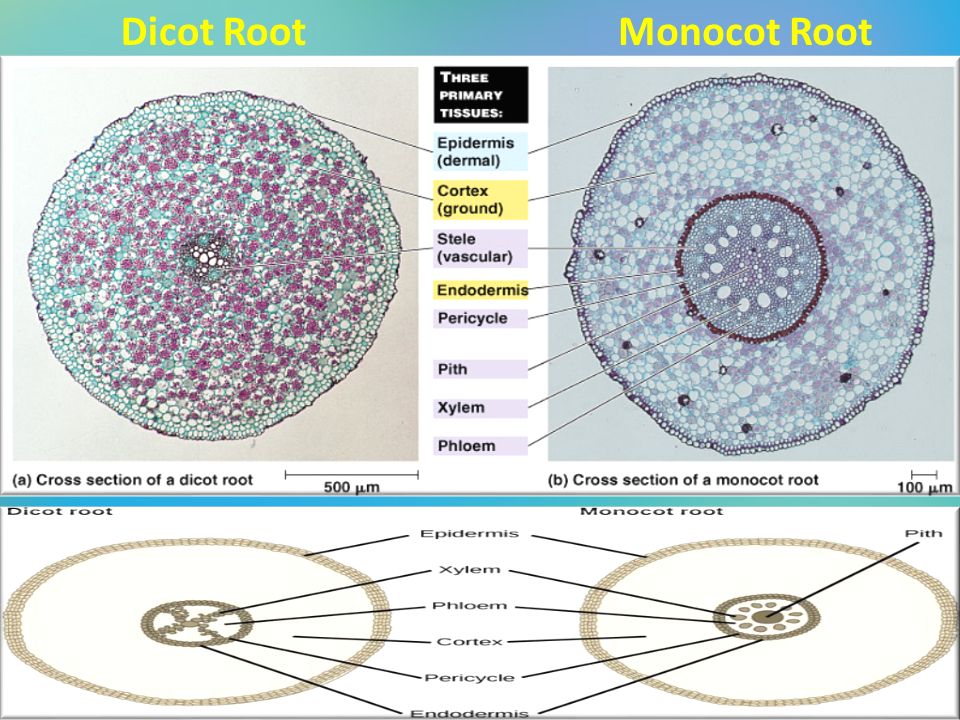 Dicot Root
Monocot Root
THREE
PRIMARY
TISSUES:
Epidermis
(dermal)
Cortex
(ground)
Stele
(vascular)
Endodermis
Pericycle
Pith
Xylem
Phloem
(a) Cross section of a dicot root
500 μm
(b) Cross section of a monocot root
100 μm
Dicot root
Monocot root
Epidermis
Pith
Xylem
Phloem
Cortex
Pericycle
Endodermis